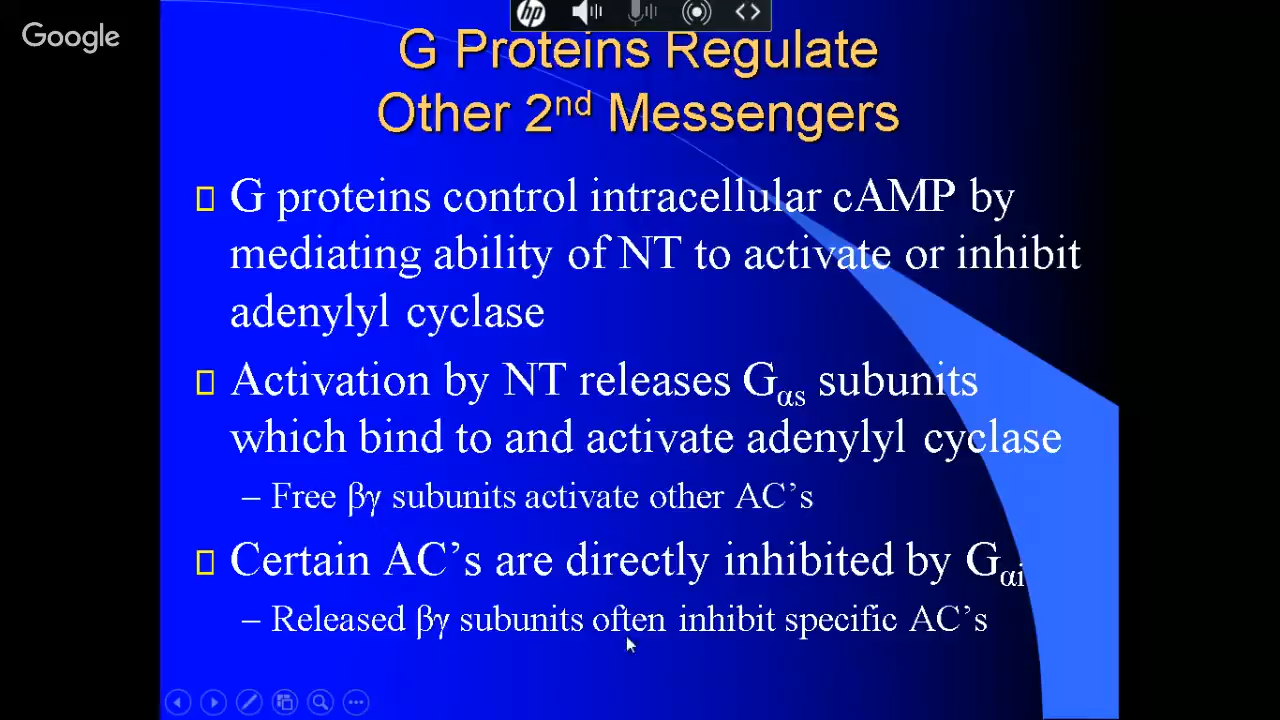 Google
hp
G Proteins Regulate
Other 2nd Messengers
G proteins control intracellular cAMP by
mediating ability of NT to activate or inhibit
adenylyl cyclase
Activation by NT releases Gαs subunits
which bind to and activate adenylyl cyclase
– Free βγ subunits activate other AC’s
Certain AC’s are directly inhibited by Gαi
– Released βγ subunits often inhibit specific AC’s